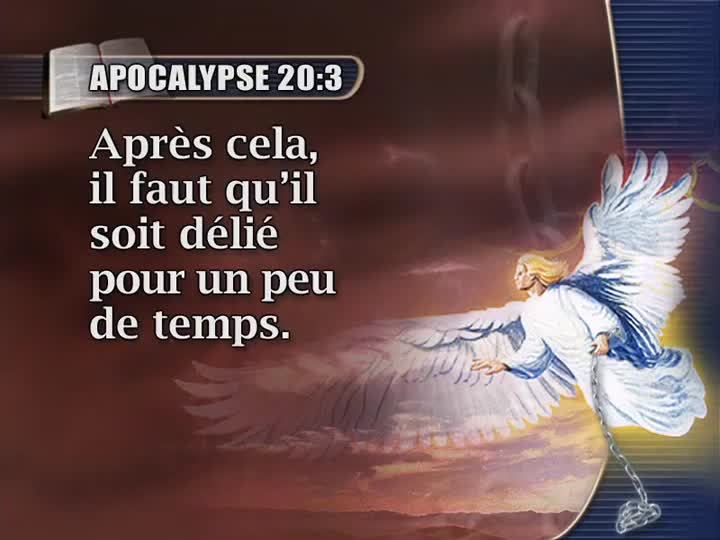 APOCALYPSE 20:3
Après cela,
il faut qu'il
soit délié
pour un peu
de temps.